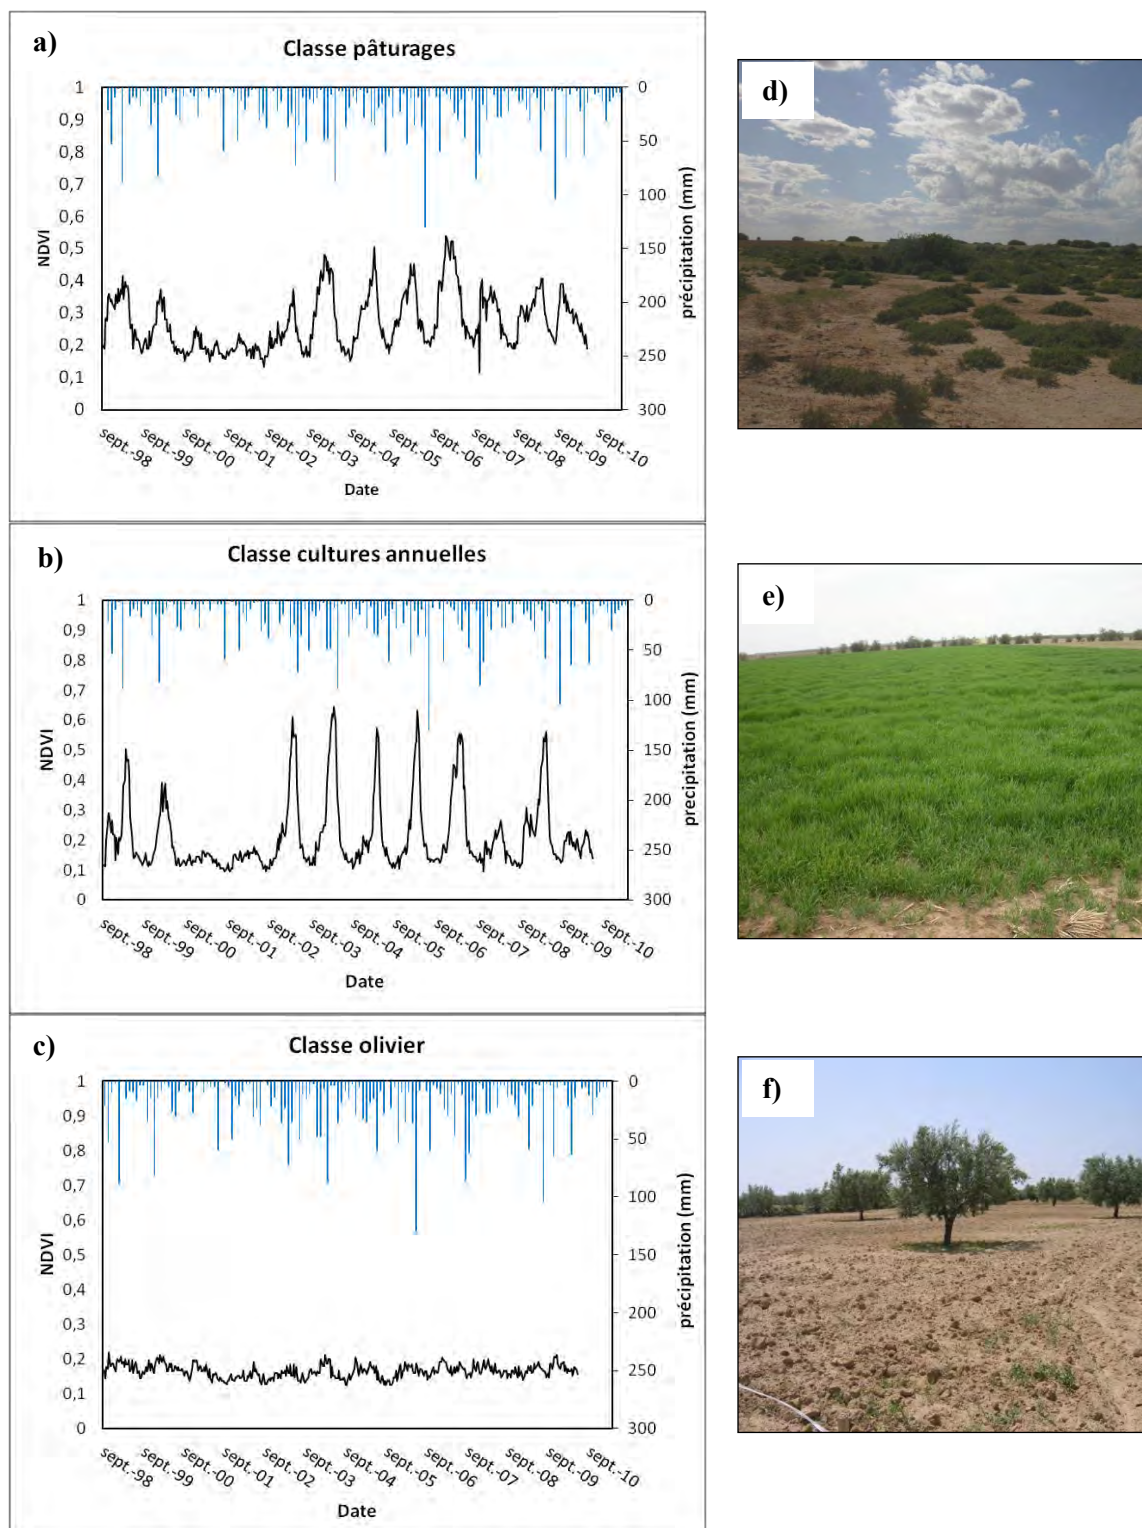 a)
Classe pâturages
1
0,9
0,8
0,7
0,6
0,5
0,4
0,3
0,2
0,1
0
NDVI
0
50
100
150
200
250
300
précipitation (mm)
sept.-98
sept.-99
sept.-00
sept.-01
sept.-02
sept.-03
sept.-04
sept.-05
sept.-06
sept.-07
sept.-08
sept.-09
sept.-10
Date
d)
b)
Classe cultures annuelles
1
0,9
0,8
0,7
0,6
0,5
0,4
0,3
0,2
0,1
0
NDVI
0
50
100
150
200
250
300
precipitation (mm)
sept.-98
sept.-99
sept.-00
sept.-01
sept.-02
sept.-03
sept.-04
sept.-05
sept.-06
sept.-07
sept.-08
sept.-09
sept.-10
Date
e)
c)
Classe olivier
1
0,9
0,8
0,7
0,6
0,5
0,4
0,3
0,2
0,1
0
NDVI
0
50
100
150
200
250
300
précipitation (mm)
sept.-98
sept.-99
sept.-00
sept.-01
sept.-02
sept.-03
sept.-04
sept.-05
sept.-06
sept.-07
sept.-08
sept.-09
sept.-10
Date
f)